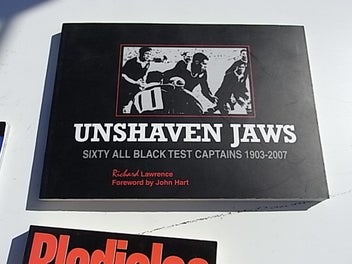 UNSHAVEN JAWS
SIXTY ALL BLACK TEST CAPTAINS 1903-2007
Richard Lawrence
Foreword by John Hart